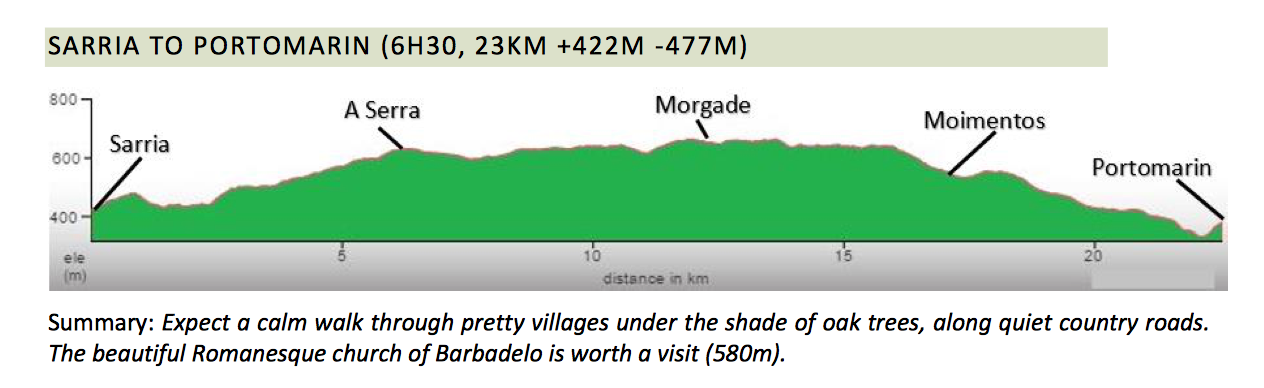 SARRIA TO PORTOMARIN (6H30, 23KM +422M -477M)
800
A Serra
Morgade
Moimentos
Sarria
600
Portomarin
400
ele
(m)
5
10
15
20
distance in km
Summary: Expect a calm walk through pretty villages under the shade of oak trees, along quiet country roads.
The beautiful Romanesque church of Barbadelo is worth a visit (580m).